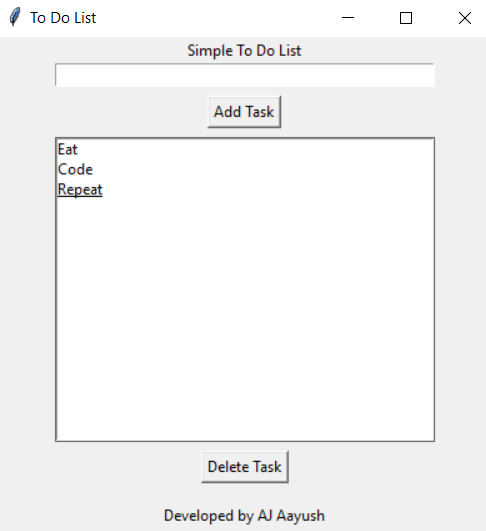 To Do List
Simple To Do List
Add Task
Eat
Code
Repeat
Delete Task
Developed by AJ Aayush